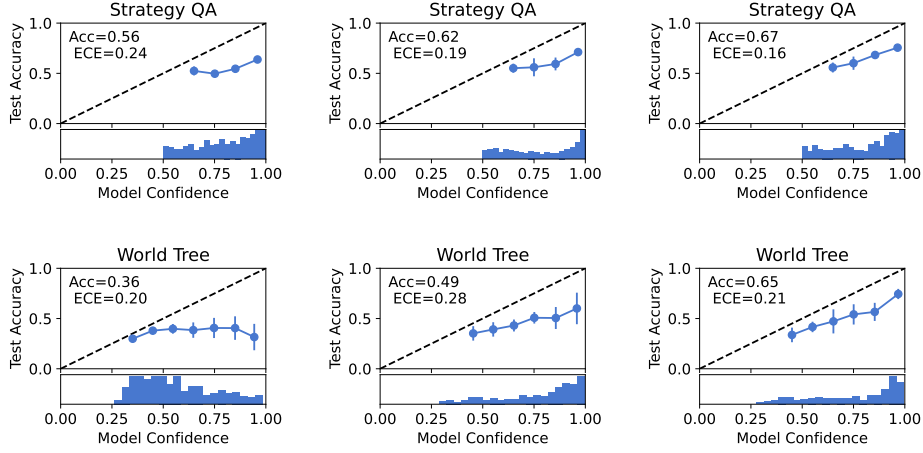 Strategy QA
Acc=0.56
ECE=0.24
Test Accuracy
1.0
0.5
0.0
0.00 0.25 0.50 0.75 1.00
Model Confidence
Strategy QA
Acc=0.62
ECE=0.19
Test Accuracy
1.0
0.5
0.0
0.00 0.25 0.50 0.75 1.00
Model Confidence
Strategy QA
Acc=0.67
ECE=0.16
Test Accuracy
1.0
0.5
0.0
0.00 0.25 0.50 0.75 1.00
Model Confidence
World Tree
Acc=0.36
ECE=0.20
Test Accuracy
1.0
0.5
0.0
0.00 0.25 0.50 0.75 1.00
Model Confidence
World Tree
Acc=0.49
ECE=0.28
Test Accuracy
1.0
0.5
0.0
0.00 0.25 0.50 0.75 1.00
Model Confidence
World Tree
Acc=0.65
ECE=0.21
Test Accuracy
1.0
0.5
0.0
0.00 0.25 0.50 0.75 1.00
Model Confidence